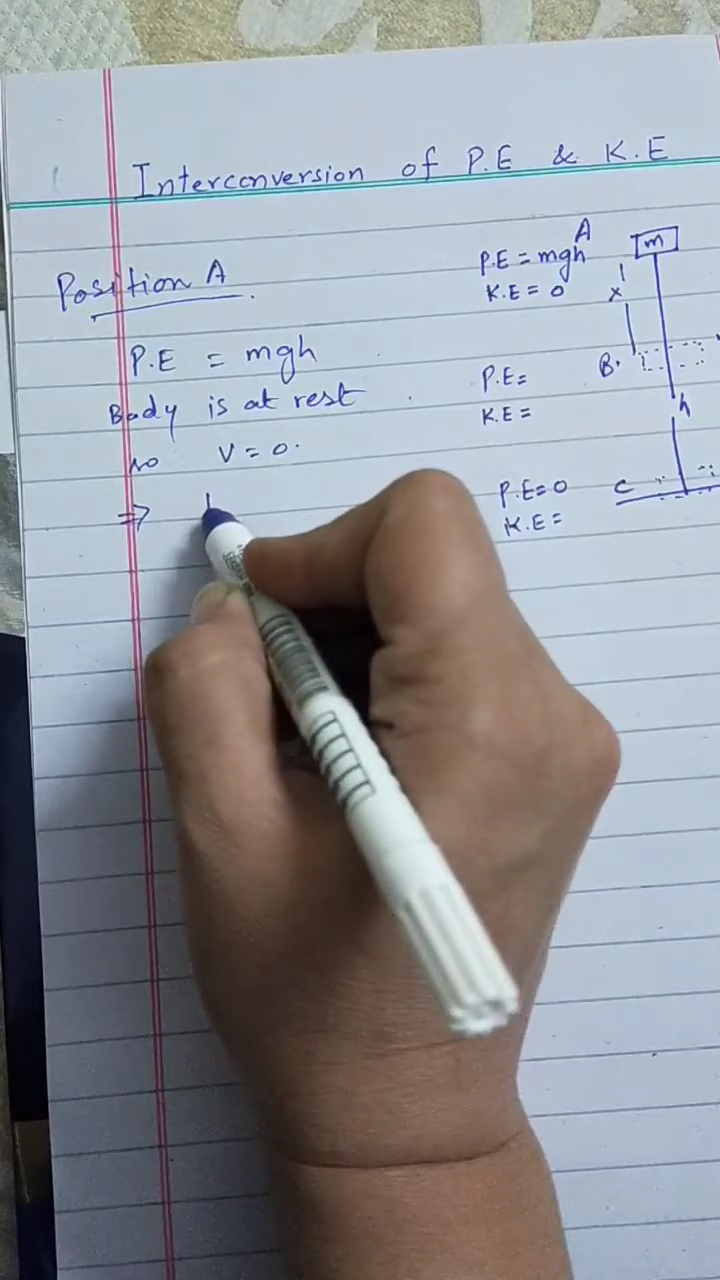 Interconversion of P.E & K.E
Position A
P.E = mgh
Body is at rest
so V = 0.
⇒
A
m
P.E = mgh
K.E = 0
x
B.
P.E =
K.E =
h
P.E = 0
K.E =
C